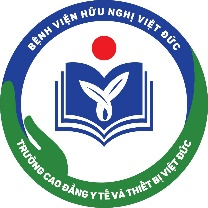 BỆNH VIỆN HỮU NGHỊ VIỆT ĐỨC
TRƯỜNG CAO ĐẲNG Y TẾ VÀ THIẾT BỊ VIỆT ĐỨC